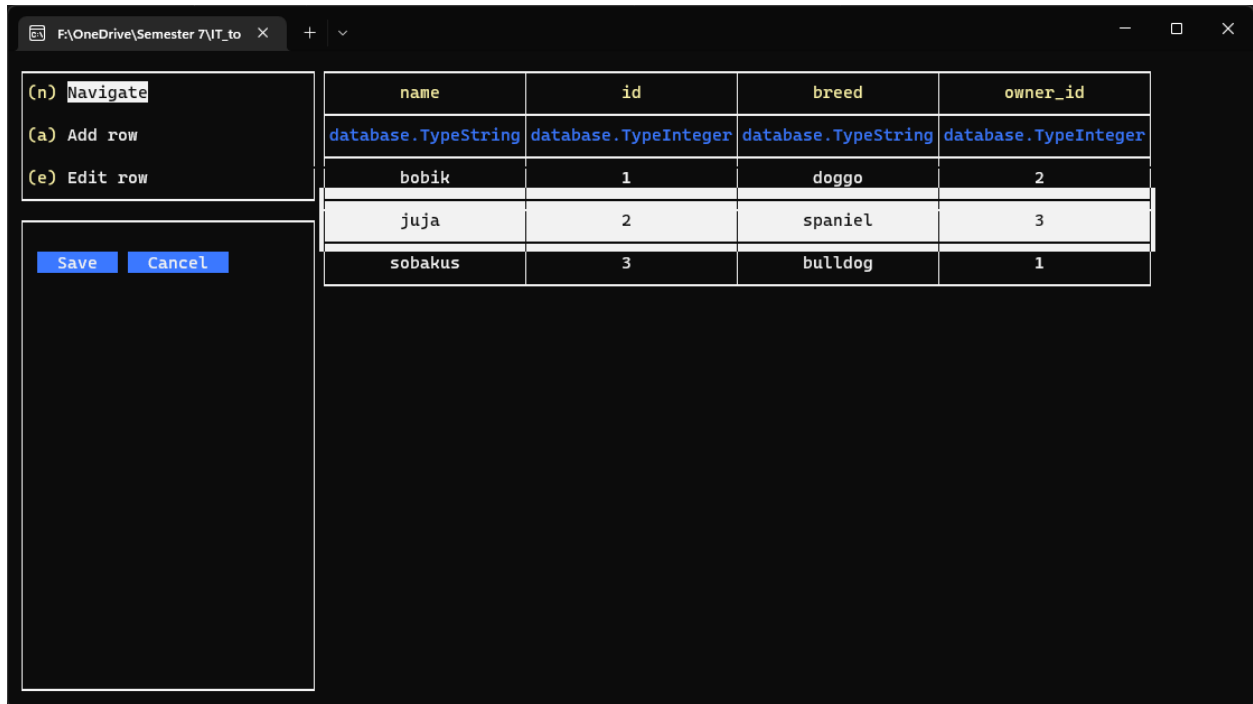 F:\OneDrive\Semester 7\IT_to
(n) Navigate
(a) Add row
(e) Edit row
Save Cancel
name id breed owner_id
database.TypeString database.TypeInteger database.TypeString database.TypeInteger
bobik 1 doggo 2
juja 2 spaniel 3
sobakus 3 bulldog 1